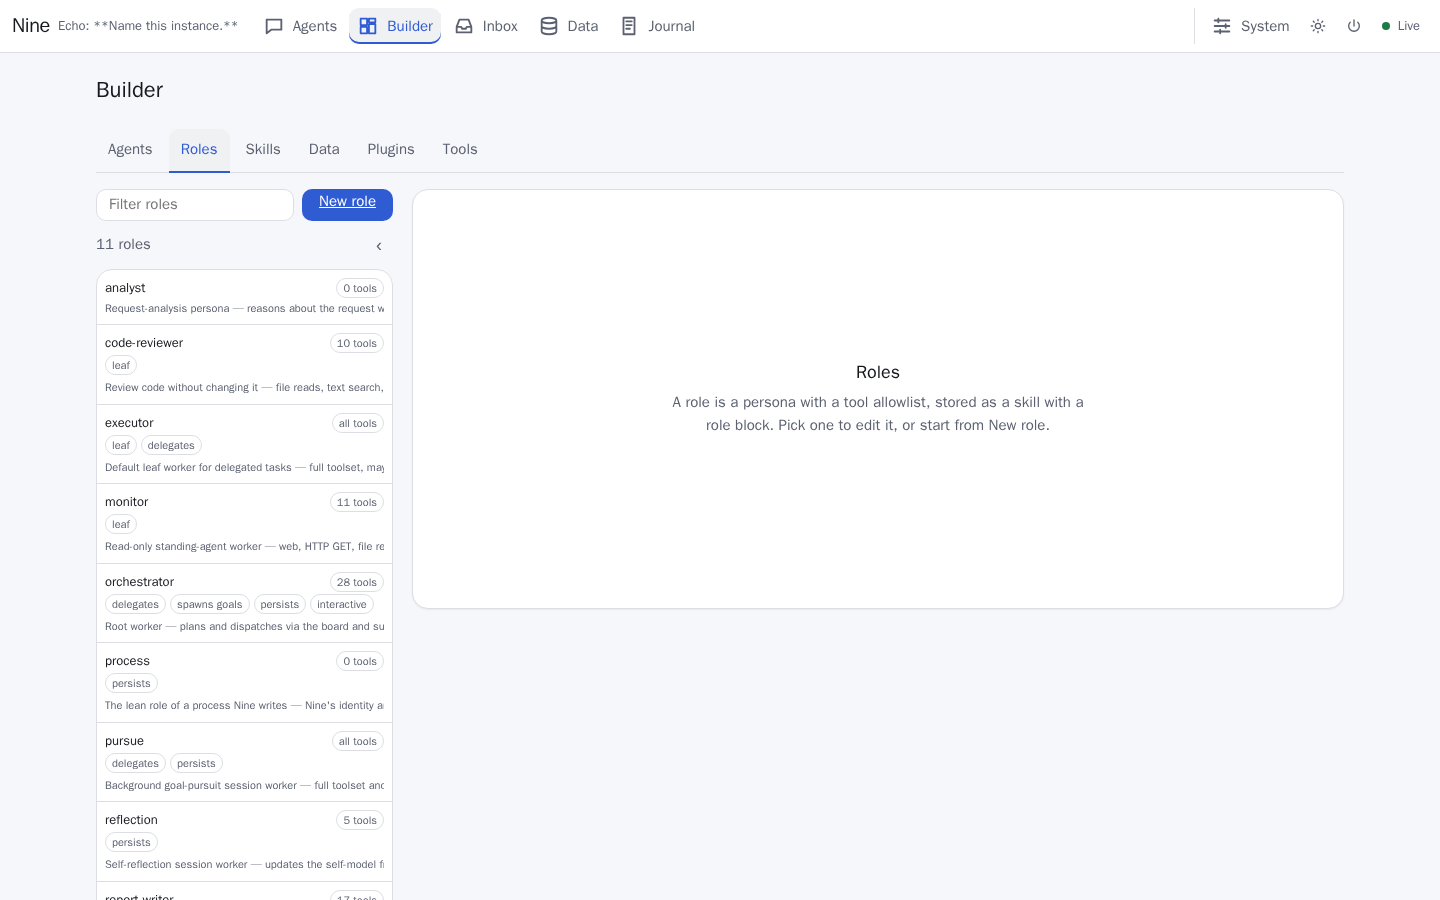 Nine Echo: **Name this instance.** Agents Builder Inbox Data Journal System Live
Builder
Agents Roles Skills Data Plugins Tools
Filter roles New role
11 roles
analyst 0 tools
Request-analysis persona — reasons about the request w
code-reviewer 10 tools
leaf
Review code without changing it — file reads, text search,
executor all tools
leaf delegates
Default leaf worker for delegated tasks — full toolset, may
monitor 11 tools
leaf
Read-only standing-agent worker — web, HTTP GET, file re
orchestrator 28 tools
delegates spawns goals persists interactive
Root worker — plans and dispatches via the board and su
process 0 tools
persists
The lean role of a process Nine writes — Nine's identity a
pursue all tools
delegates persists
Background goal-pursuit session worker — full toolset and
reflection 5 tools
persists
Self-reflection session worker — updates the self-model f
report-writer 17 tools
Roles
A role is a persona with a tool allowlist, stored as a skill with a
role block. Pick one to edit it, or start from New role.